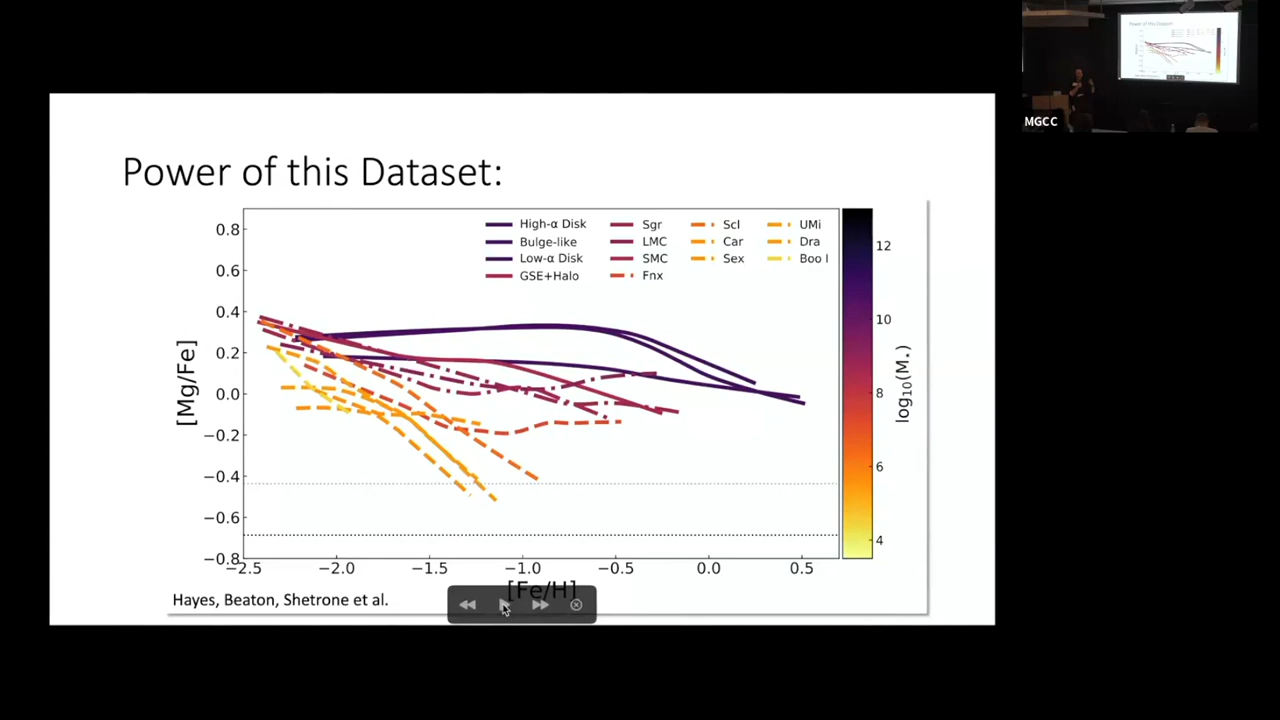 MGCC
Power of this Dataset:
High-α Disk
Bulge-like
Low-α Disk
GSE+Halo
Sgr
LMC
SMC
Fnx
Scl
Car
Sex
UMi
Dra
Boo I
0.8
0.6
0.4
0.2
0.0
−0.2
−0.4
−0.6
−0.8
[Mg/Fe]
−2.5 −2.0 −1.5 −1.0 −0.5 0.0 0.5
[Fe/H]
12
10
8
6
4
log₁₀(M⋆)
Hayes, Beaton, Shetrone et al.